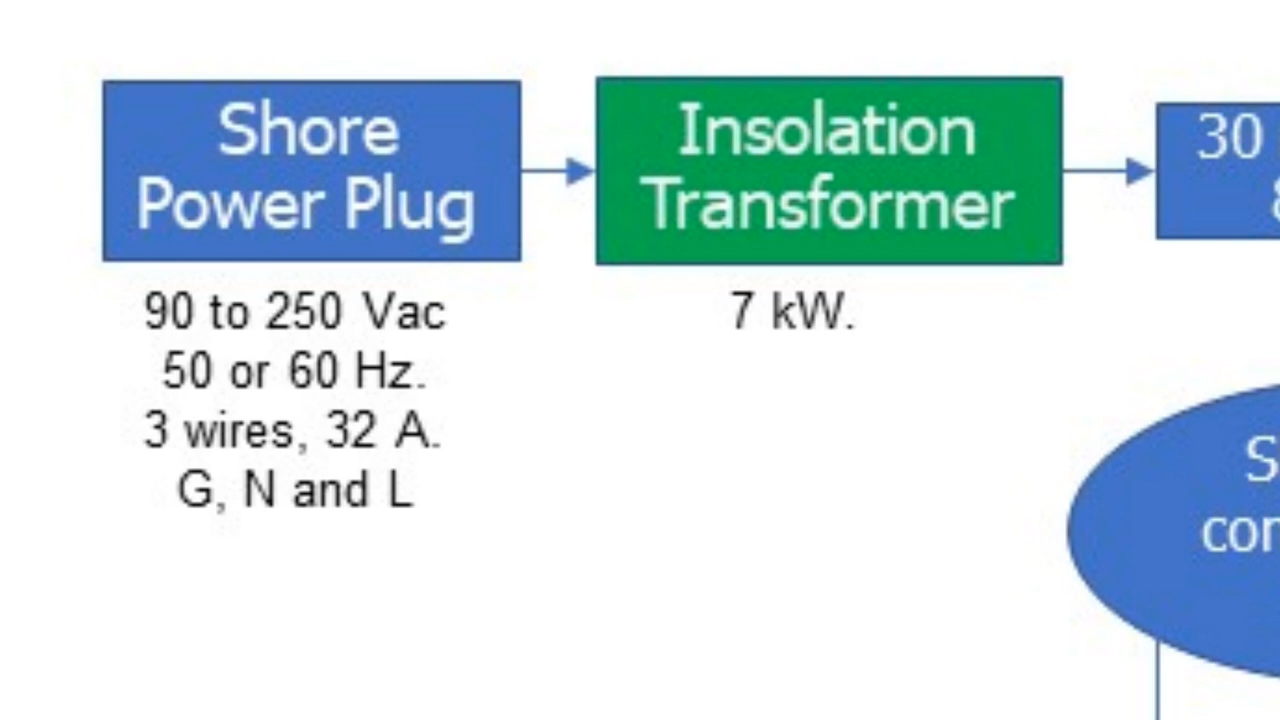 Shore
Power Plug
90 to 250 Vac
50 or 60 Hz.
3 wires, 32 A.
G, N and L
Insolation
Transformer
7 kW.
30